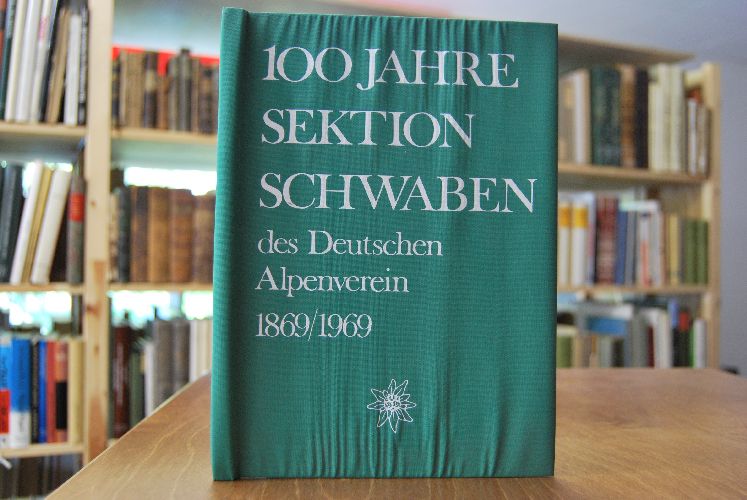 100 JAHRE
SEKTION
SCHWABEN
des Deutschen
Alpenverein
1869/1969